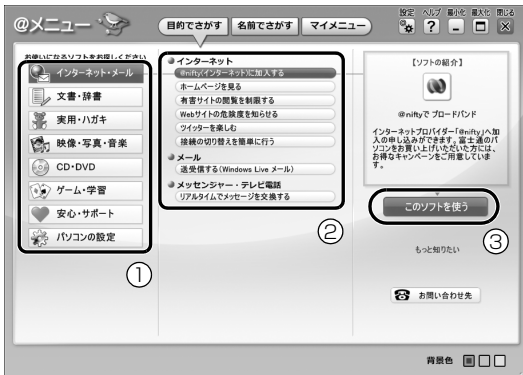 @メニュー
目的でさがす 名前でさがす マイメニュー
設定 ヘルプ 最小化 最大化 閉じる
お使いになるソフトをお探しください
インターネット・メール
文書・辞書
実用・ハガキ
映像・写真・音楽
CD・DVD
ゲーム・学習
安心・サポート
パソコンの設定
①
インターネット
@nifty(インターネット)に加入する
ホームページを見る
有害サイトの閲覧を制限する
Webサイトの危険度を知らせる
ツイッターを楽しむ
接続の切り替えを簡単に行う
メール
送受信する(Windows Live メール)
メッセンジャー・テレビ電話
リアルタイムでメッセージを交換する
②
【ソフトの紹介】
@niftyで ブロードバンド
インターネットプロバイダー「@nifty」へ加
入の申し込みができます。富士通のパ
ソコンをお買い上げいただいた方には、
お得なキャンペーンをご用意していま
す。
このソフトを使う
③
もっと知りたい
お問い合わせ先
背景色